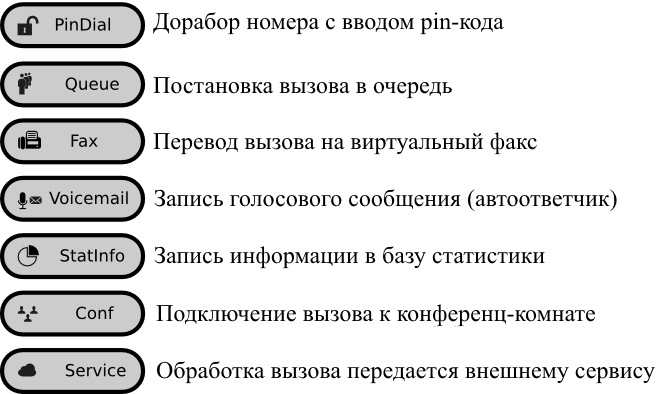 PinDial Дорабор номера с вводом pin-кода
Queue Постановка вызова в очередь
Fax Перевод вызова на виртуальный факс
Voicemail Запись голосового сообщения (автоответчик)
StatInfo Запись информации в базу статистики
Conf Подключение вызова к конференц-комнате
Service Обработка вызова передается внешнему сервису